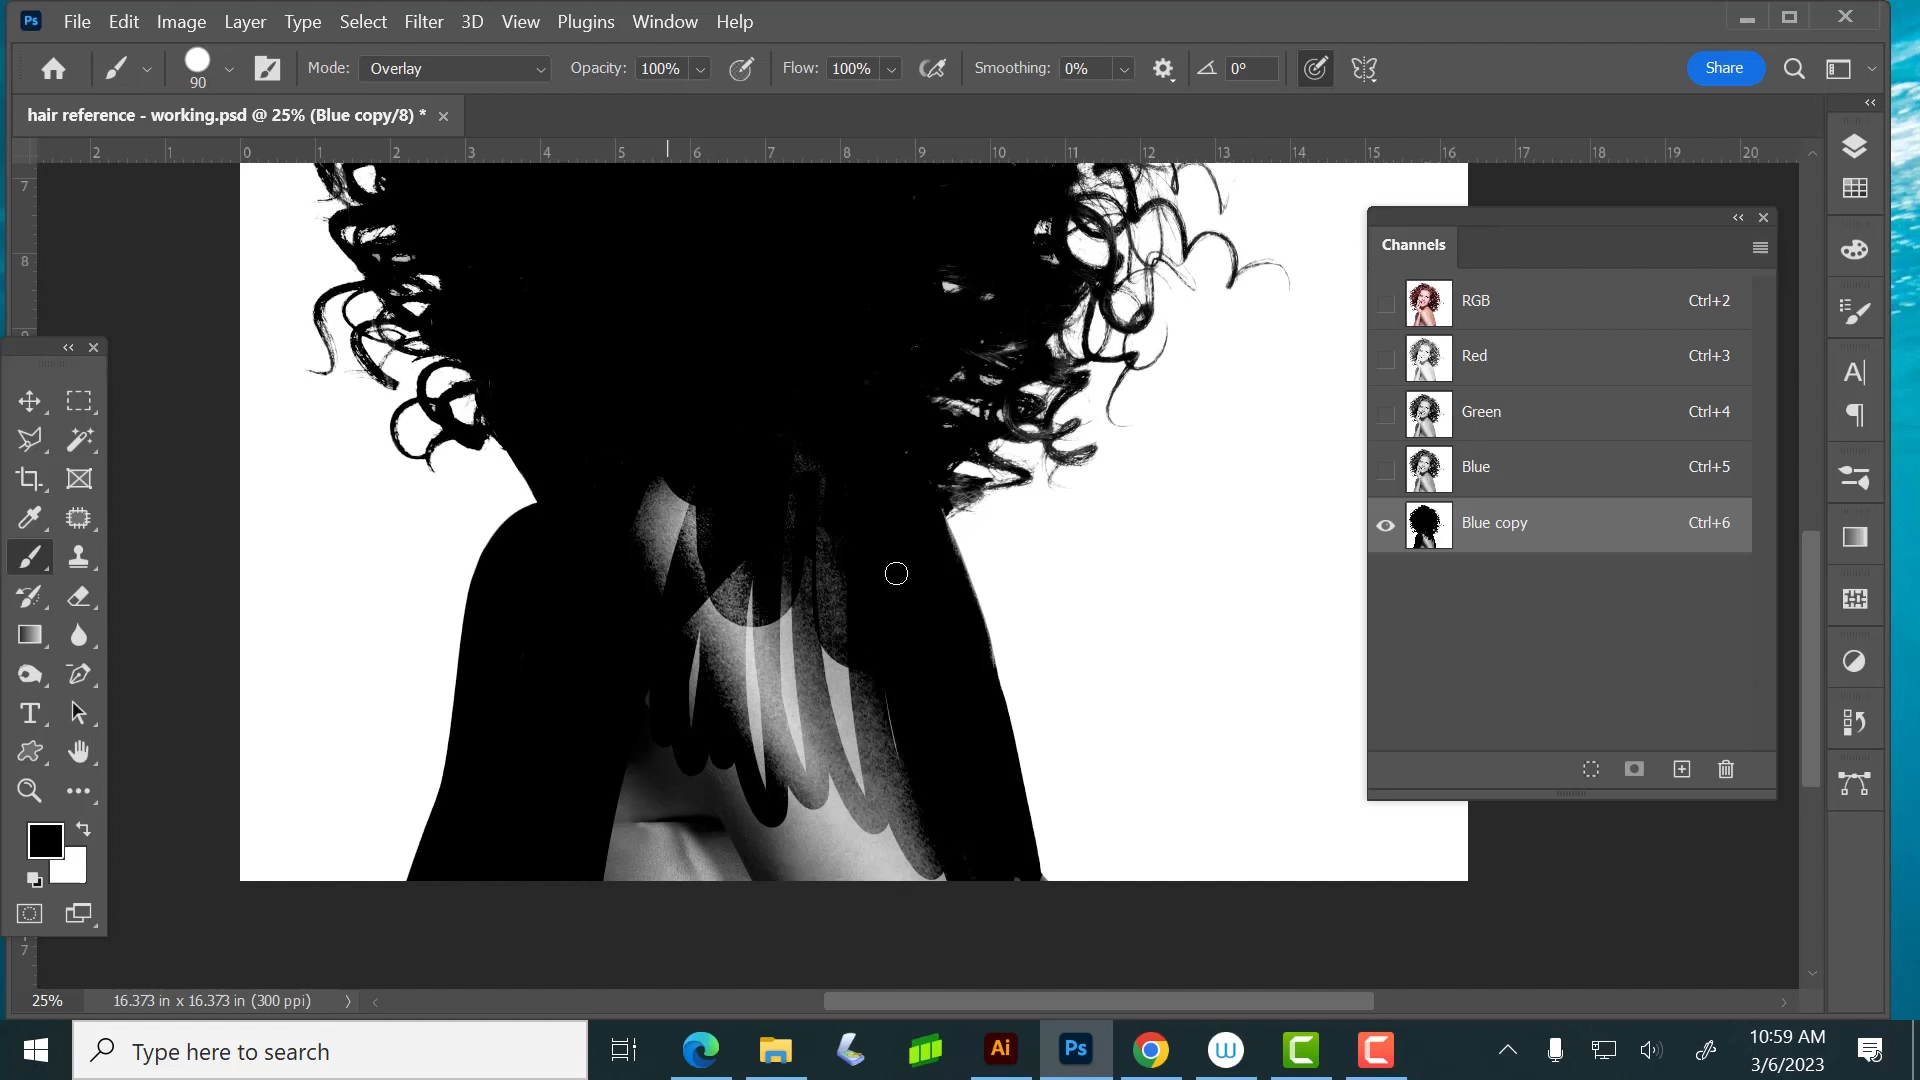 Ps File Edit Image Layer Type Select Filter 3D View Plugins Window Help
90 Mode: Overlay Opacity: 100% Flow: 100% Smoothing: 0% 0° Share
hair reference - working.psd @ 25% (Blue copy/8) *
2 1 0 1 2 3 4 5 6 7 8 9 10 11 12 13 14 15 16 17 18 19 20
7
8
9
Channels
RGB Ctrl+2
Red Ctrl+3
Green Ctrl+4
Blue Ctrl+5
Blue copy Ctrl+6
7
25% 16.373 in x 16.373 in (300 ppi)
Type here to search
Ai Ps
10:59 AM
3/6/2023